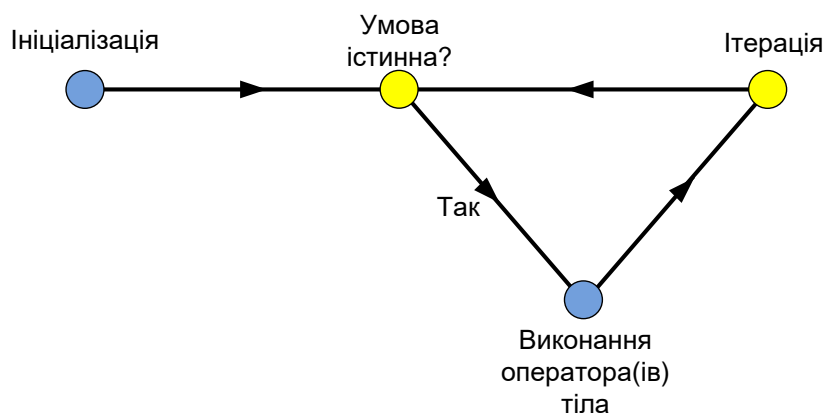 Ініціалізація
Умова
істинна?
Ітерація
Так
Виконання
оператора(ів)
тіла